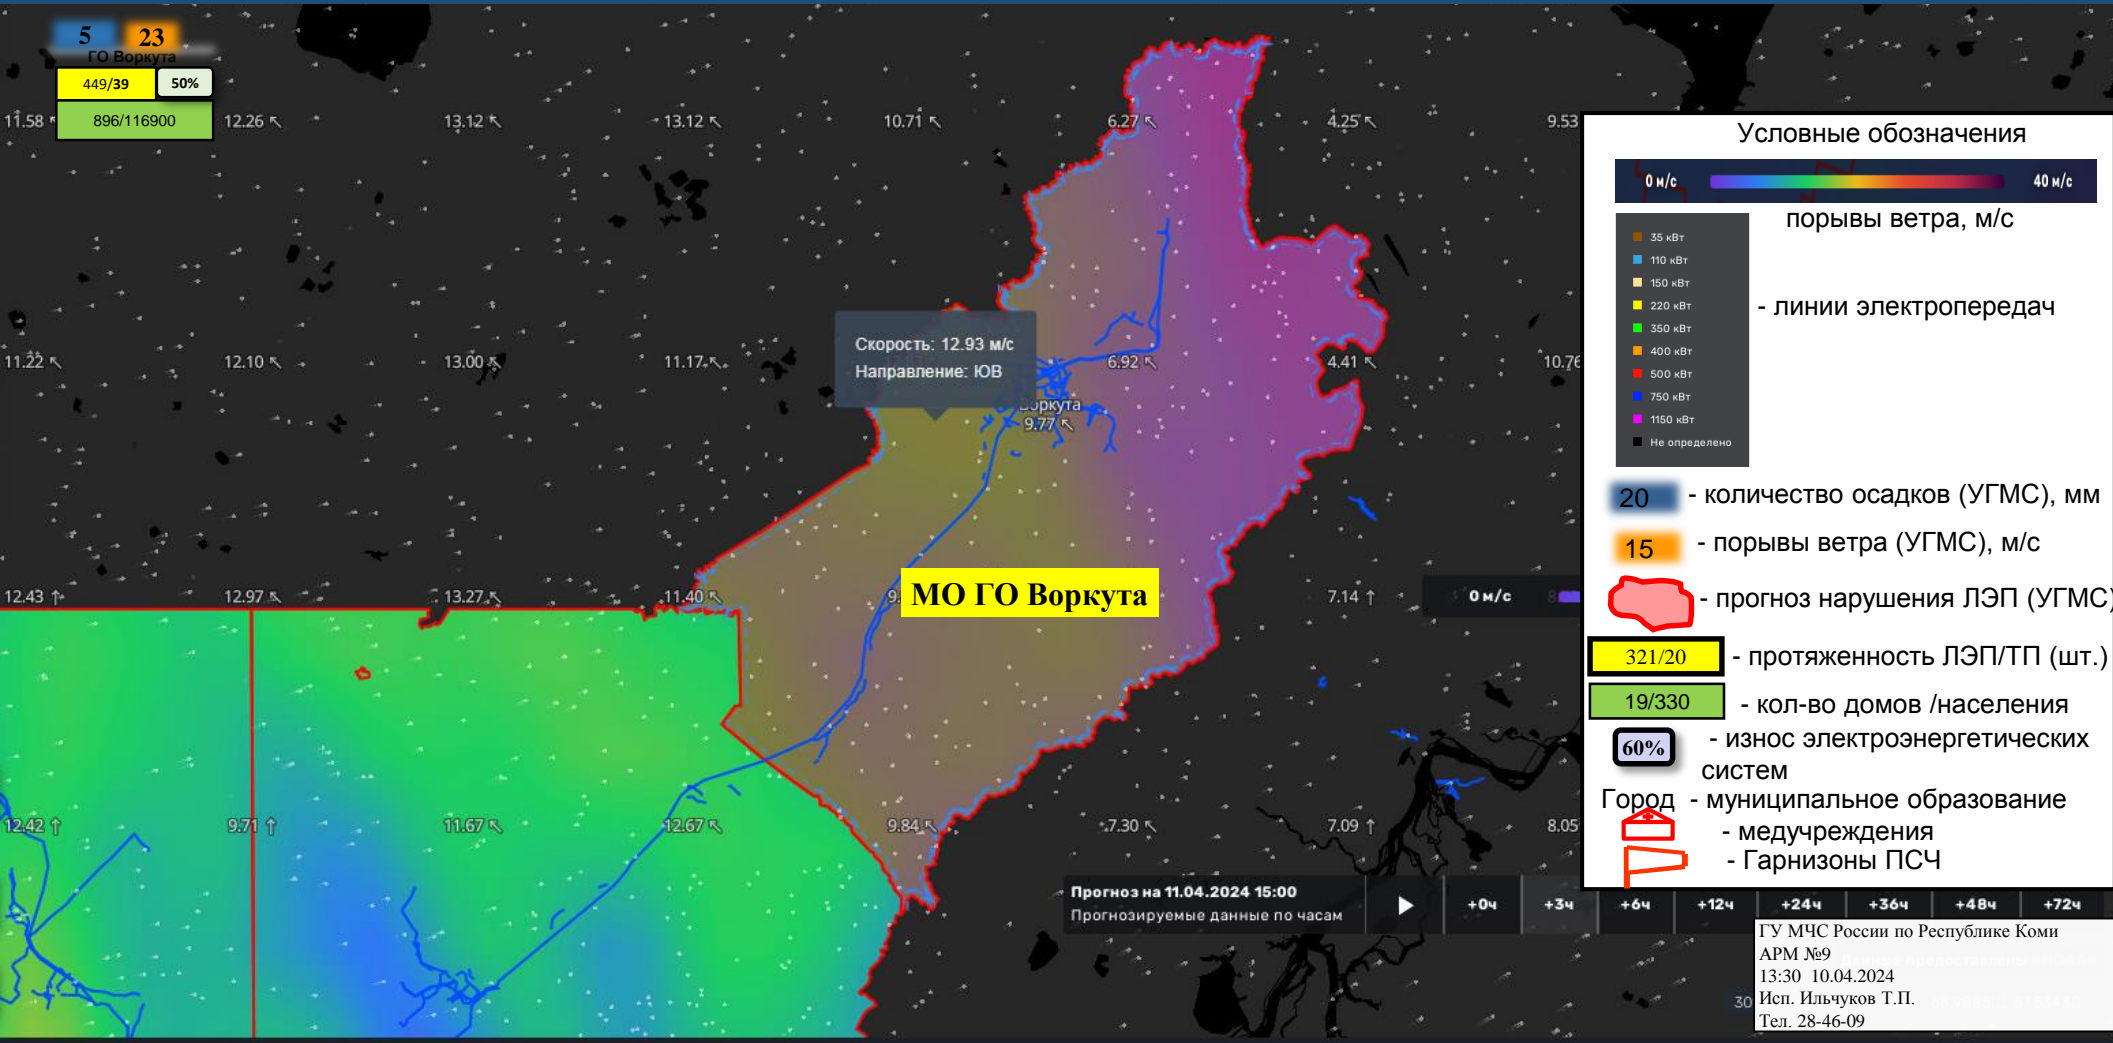 5 23
ГО Воркута
449/39 50%
896/116900
11.58 12.26 13.12 13.12 10.71 6.27 4.25 9.53
Скорость: 12.93 м/с
Направление: ЮВ
11.22 12.10 13.00 11.17 6.92 4.41 10.76
Воркута
9.77
МО ГО Воркута
12.43 12.97 13.27 11.40 9. 7.14 0 м/с
12.42 9.71 11.67 12.67 9.84 7.30 7.09 8.05
Прогноз на 11.04.2024 15:00
Прогнозируемые данные по часам
+0ч +3ч +6ч +12ч +24ч +36ч +48ч +72ч
Условные обозначения
0 м/с 40 м/с
порывы ветра, м/с
35 кВт
110 кВт
150 кВт
220 кВт
350 кВт
400 кВт
500 кВт
750 кВт
1150 кВт
Не определено
- линии электропередач
20 - количество осадков (УГМС), мм
15 - порывы ветра (УГМС), м/с
- прогноз нарушения ЛЭП (УГМС)
321/20 - протяженность ЛЭП/ТП (шт.)
19/330 - кол-во домов /населения
60% - износ электроэнергетических
систем
Город - муниципальное образование
- медучреждения
- Гарнизоны ПСЧ
ГУ МЧС России по Республике Коми
АРМ №9
13:30 10.04.2024
30 Исп. Ильчуков Т.П.
Тел. 28-46-09